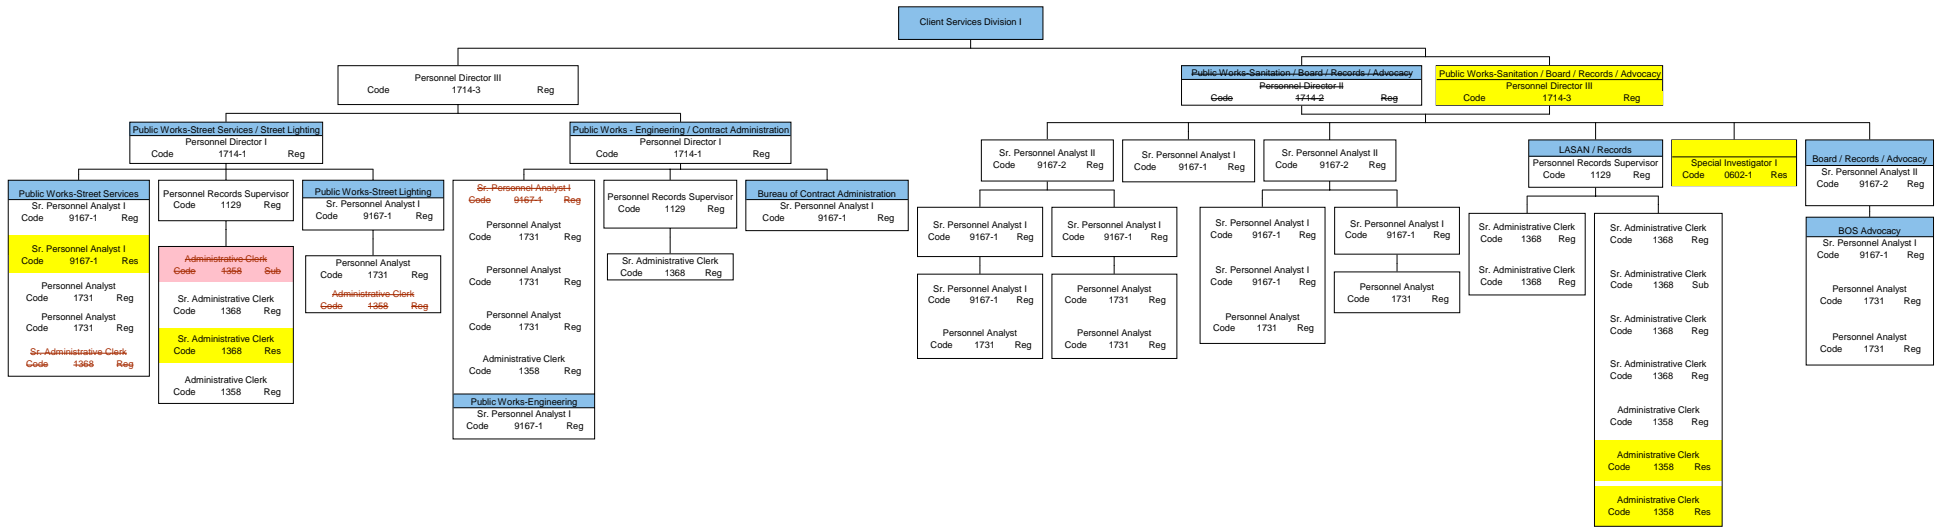 Client Services Division I
Personnel Director III
Code 1714-3 Reg
Public Works-Sanitation / Board / Records / Advocacy
Personnel Director II
Code 1714-2 Reg
Public Works-Sanitation / Board / Records / Advocacy
Personnel Director III
Code 1714-3 Reg
Public Works-Street Services / Street Lighting
Personnel Director I
Code 1714-1 Reg
Public Works - Engineering / Contract Administration
Personnel Director I
Code 1714-1 Reg
Public Works-Street Services
Sr. Personnel Analyst I
Code 9167-1 Reg
Sr. Personnel Analyst I
Code 9167-1 Res
Personnel Analyst
Code 1731 Reg
Personnel Analyst
Code 1731 Reg
Sr. Administrative Clerk
Code 1368 Reg
Personnel Records Supervisor
Code 1129 Reg
Administrative Clerk
Code 1358 Sub
Sr. Administrative Clerk
Code 1368 Reg
Sr. Administrative Clerk
Code 1368 Res
Administrative Clerk
Code 1358 Reg
Public Works-Street Lighting
Sr. Personnel Analyst I
Code 9167-1 Reg
Personnel Analyst
Code 1731 Reg
Administrative Clerk
Code 1358 Reg
Sr. Personnel Analyst I
Code 9167-1 Reg
Personnel Analyst
Code 1731 Reg
Personnel Analyst
Code 1731 Reg
Personnel Analyst
Code 1731 Reg
Administrative Clerk
Code 1358 Reg
Public Works-Engineering
Sr. Personnel Analyst I
Code 9167-1 Reg
Personnel Records Supervisor
Code 1129 Reg
Sr. Administrative Clerk
Code 1368 Reg
Bureau of Contract Administration
Sr. Personnel Analyst I
Code 9167-1 Reg
Sr. Personnel Analyst II
Code 9167-2 Reg
Sr. Personnel Analyst I
Code 9167-1 Reg
Sr. Personnel Analyst I
Code 9167-1 Reg
Personnel Analyst
Code 1731 Reg
Sr. Personnel Analyst I
Code 9167-1 Reg
Personnel Analyst
Code 1731 Reg
Personnel Analyst
Code 1731 Reg
Sr. Personnel Analyst I
Code 9167-1 Reg
Sr. Personnel Analyst II
Code 9167-2 Reg
Sr. Personnel Analyst I
Code 9167-1 Reg
Sr. Personnel Analyst I
Code 9167-1 Reg
Personnel Analyst
Code 1731 Reg
Sr. Personnel Analyst I
Code 9167-1 Reg
Personnel Analyst
Code 1731 Reg
LASAN / Records
Personnel Records Supervisor
Code 1129 Reg
Sr. Administrative Clerk
Code 1368 Reg
Sr. Administrative Clerk
Code 1368 Reg
Sr. Administrative Clerk
Code 1368 Reg
Sr. Administrative Clerk
Code 1368 Sub
Sr. Administrative Clerk
Code 1368 Reg
Sr. Administrative Clerk
Code 1368 Reg
Administrative Clerk
Code 1358 Reg
Administrative Clerk
Code 1358 Res
Administrative Clerk
Code 1358 Res
Special Investigator I
Code 0602-1 Res
Board / Records / Advocacy
Sr. Personnel Analyst II
Code 9167-2 Reg
BOS Advocacy
Sr. Personnel Analyst I
Code 9167-1 Reg
Personnel Analyst
Code 1731 Reg
Personnel Analyst
Code 1731 Reg